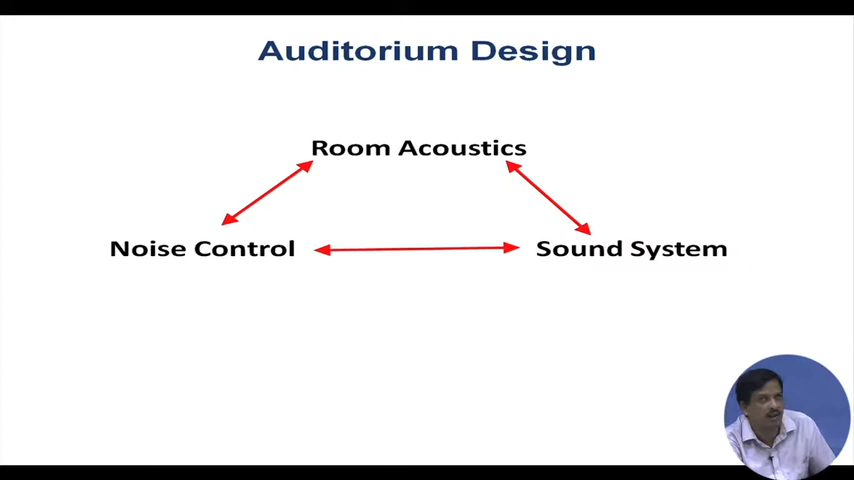 Auditorium Design
Room Acoustics
Noise Control
Sound System